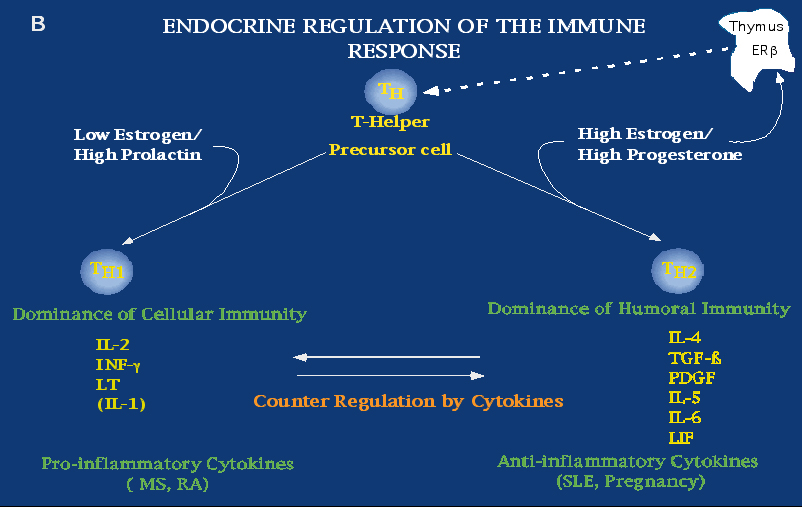 B
ENDOCRINE REGULATION OF THE IMMUNE
RESPONSE
Thymus
ERβ
TH
T-Helper
Precursor cell
Low Estrogen/
High Prolactin
High Estrogen/
High Progesterone
TH1
TH2
Dominance of Cellular Immunity
IL-2
INF-γ
LT
(IL-1)
Dominance of Humoral Immunity
IL-4
TGF-ß
PDGF
IL-5
IL-6
LIF
Counter Regulation by Cytokines
Pro-inflammatory Cytokines
( MS, RA)
Anti-inflammatory Cytokines
(SLE, Pregnancy)